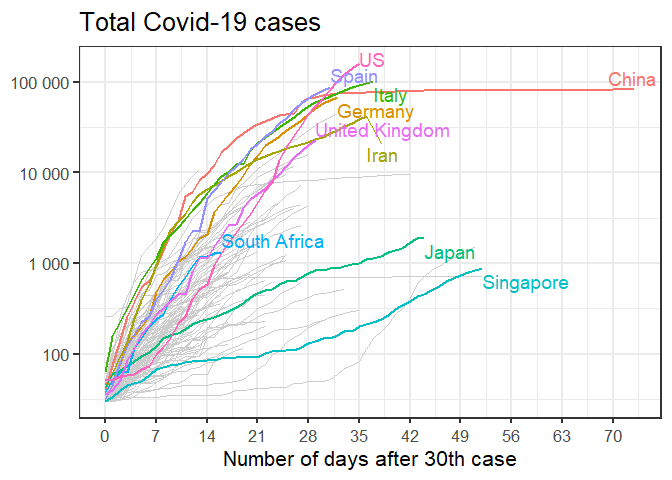 Total Covid-19 cases
100 000
10 000
1 000
100
US
Spain
China
Italy
Germany
United Kingdom
Iran
South Africa
Japan
Singapore
0 7 14 21 28 35 42 49 56 63 70
Number of days after 30th case